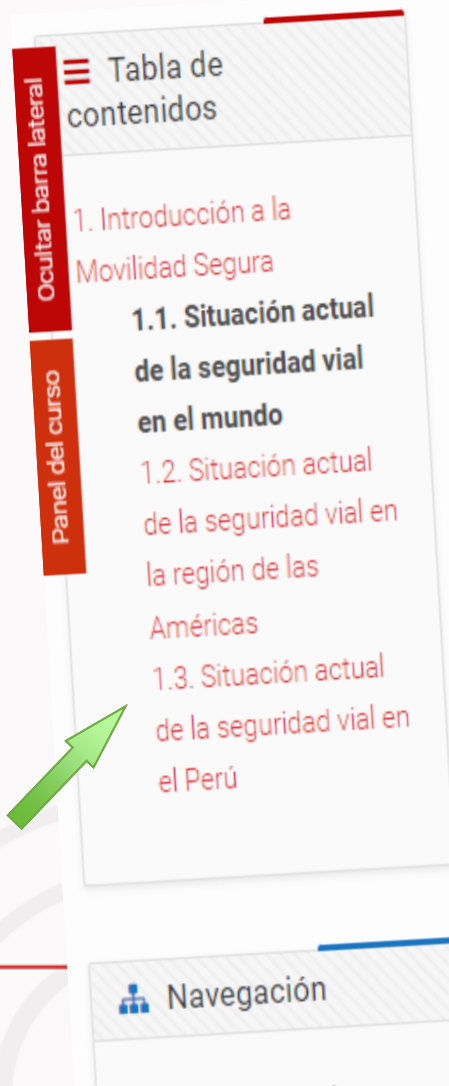 Tabla de
contenidos
Ocultar barra lateral
Panel del curso
1. Introducción a la
Movilidad Segura
1.1. Situación actual
de la seguridad vial
en el mundo
1.2. Situación actual
de la seguridad vial en
la región de las
Américas
1.3. Situación actual
de la seguridad vial en
el Perú
Navegación